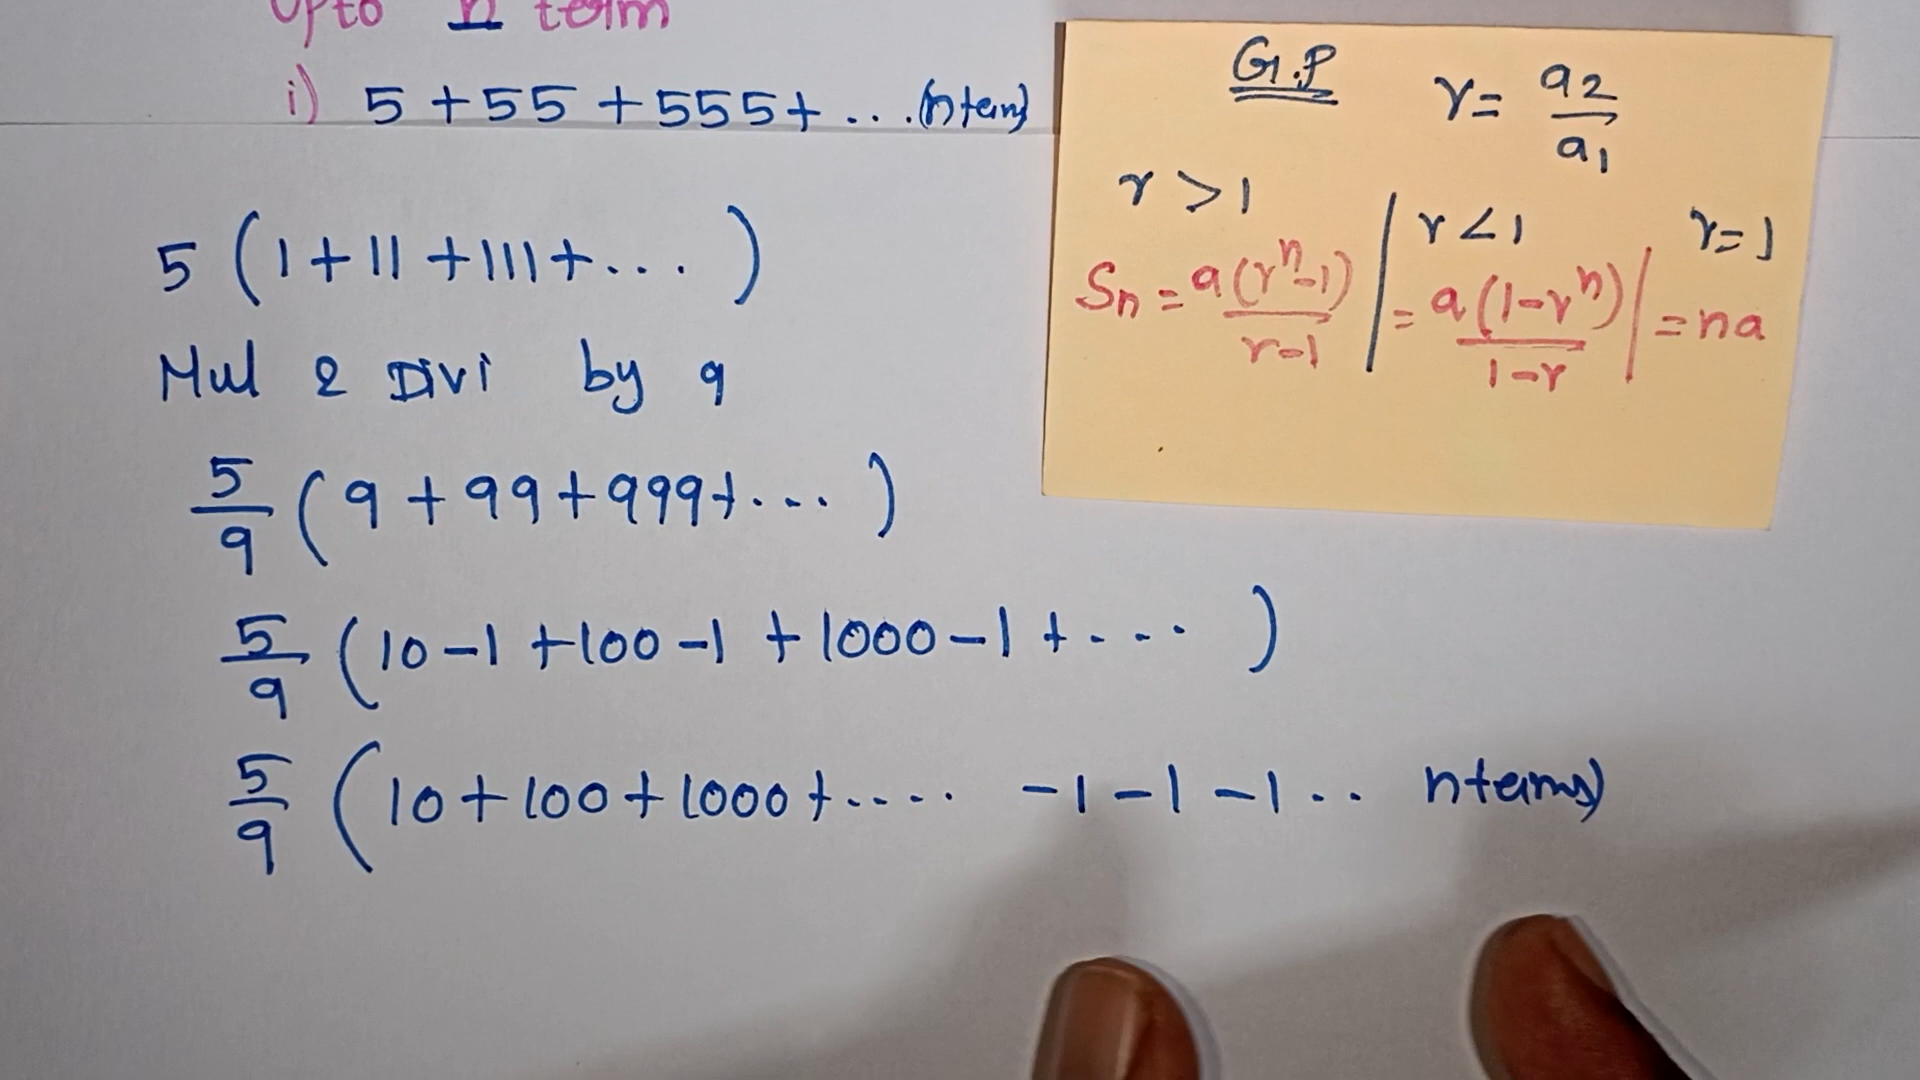 Upto n term
i) 5 + 55 + 555 + ... (n term)
5 ( 1 + 11 + 111 + ... )
Mul & Divi by 9
5/9 ( 9 + 99 + 999 + ... )
5/9 ( 10 - 1 + 100 - 1 + 1000 - 1 + ... )
5/9 ( 10 + 100 + 1000 + .... -1 -1 -1 .. n terms)
G.P r = a2/a1
r > 1 | r < 1 r = 1
Sn = a(r^n - 1)/r-1 | = a(1-r^n)/1-r | = na